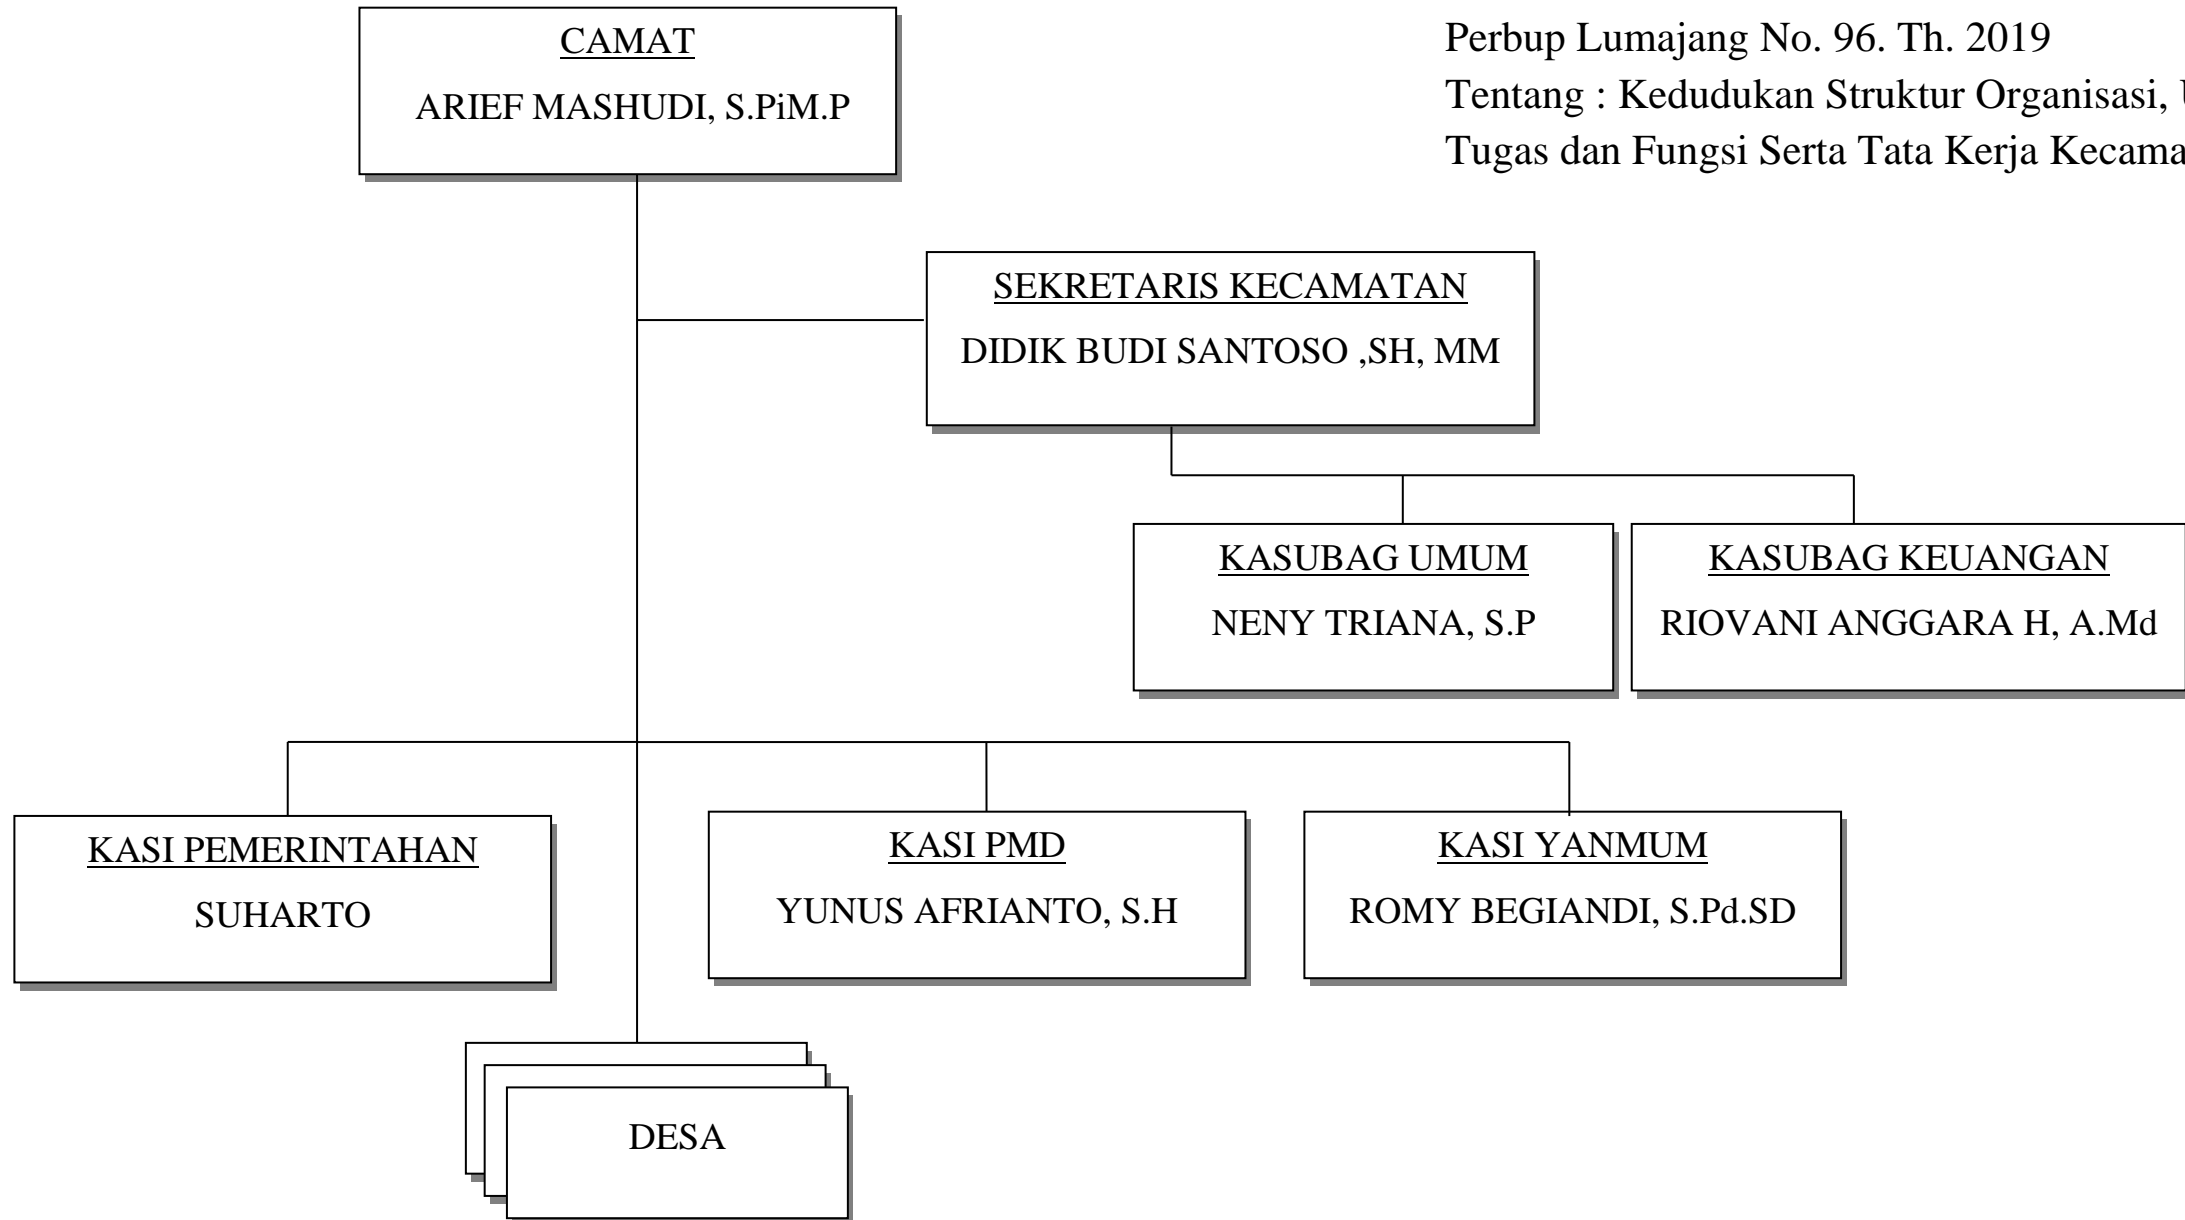 CAMAT
ARIEF MASHUDI, S.PiM.P
Perbup Lumajang No. 96. Th. 2019
Tentang : Kedudukan Struktur Organisasi,
Tugas dan Fungsi Serta Tata Kerja
SEKRETARIS KECAMATAN
DIDIK BUDI SANTOSO ,SH, MM
KASUBAG UMUM
NENY TRIANA, S.P
KASUBAG KEUANGAN
RIOVANI ANGGARA H, A.Md
KASI PEMERINTAHAN
SUHARTO
KASI PMD
YUNUS AFRIANTO, S.H
KASI YANMUM
ROMY BEGIANDI, S.Pd.SD
DESA